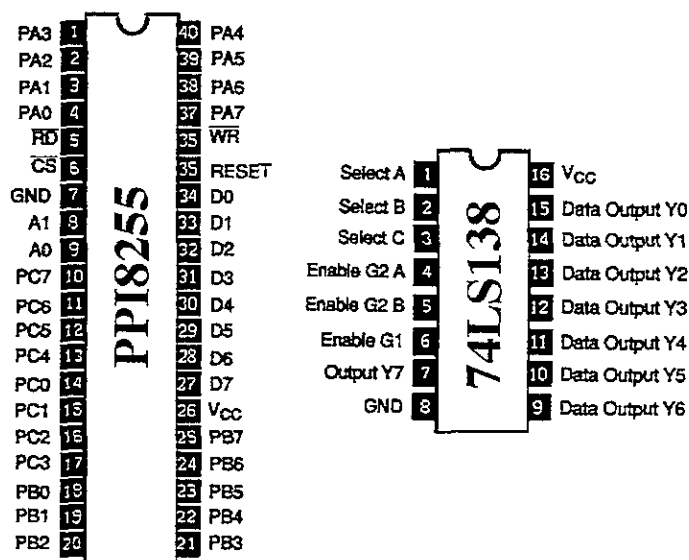 PA3 1 40 PA4
PA2 2 39 PA5
PA1 3 38 PA6
PA0 4 37 PA7
RD 5 35 WR
CS 6 35 RESET
GND 7 34 D0
A1 8 33 D1
A0 9 32 D2
PC7 10 31 D3
PC6 11 30 D4
PC5 12 29 D5
PC4 13 28 D6
PC0 14 27 D7
PC1 15 26 VCC
PC2 16 25 PB7
PC3 17 24 PB6
PB0 18 23 PB5
PB1 19 22 PB4
PB2 20 21 PB3
PPI8255
Select A 1 16 VCC
Select B 2 15 Data Output Y0
Select C 3 14 Data Output Y1
Enable G2 A 4 13 Data Output Y2
Enable G2 B 5 12 Data Output Y3
Enable G1 6 11 Data Output Y4
Output Y7 7 10 Data Output Y5
GND 8 9 Data Output Y6
74LS138